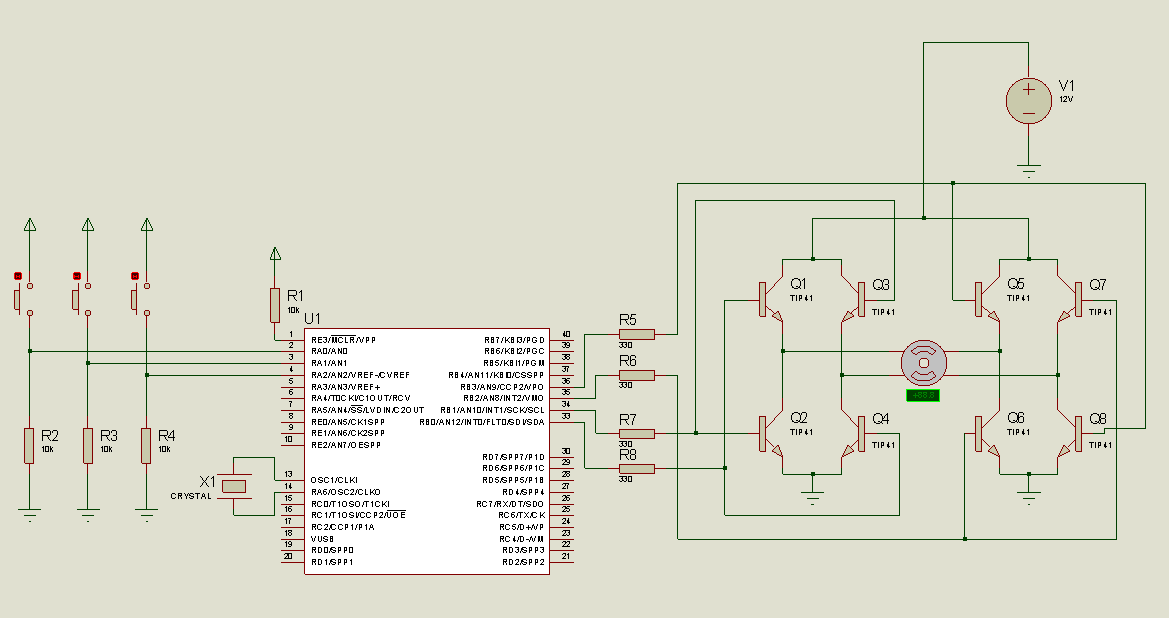 V1
12V
R1
10k
U1
1
2
3
4
5
6
7
8
9
10
13
14
15
16
17
18
19
20
RE3/MCLR/VPP
RA0/AN0
RA1/AN1
RA2/AN2/VREF-/CVREF
RA3/AN3/VREF+
RA4/T0CKI/C1OUT/RCV
RA5/AN4/SS/LVDIN/C2OUT
RE0/AN5/CK1SPP
RE1/AN6/CK2SPP
RE2/AN7/OESPP
OSC1/CLKI
RA6/OSC2/CLKO
RC0/T1OSO/T1CKI
RC1/T1OSI/CCP2/UOE
RC2/CCP1/P1A
VUSB
RD0/SPP0
RD1/SPP1
RB7/KBI3/PGD
RB6/KBI2/PGC
RB5/KBI1/PGM
RB4/AN11/KBI0/CSSPP
RB3/AN9/CCP2/VPO
RB2/AN8/INT2/VMO
RB1/AN10/INT1/SCK/SCL
RB0/AN12/INT0/FLT0/SDI/SDA
RD7/SPP7/P1D
RD6/SPP6/P1C
RD5/SPP5/P1B
RD4/SPP4
RC7/RX/DT/SDO
RC6/TX/CK
RC5/D+/VP
RC4/D-/VM
RD3/SPP3
RD2/SPP2
40
39
38
37
36
35
34
33
30
29
28
27
26
25
24
23
22
21
R2
10k
R3
10k
R4
10k
X1
CRYSTAL
R5
330
R6
330
R7
330
R8
330
Q1
TIP41
Q3
TIP41
Q5
TIP41
Q7
TIP41
+88.8
Q2
TIP41
Q4
TIP41
Q6
TIP41
Q8
TIP41